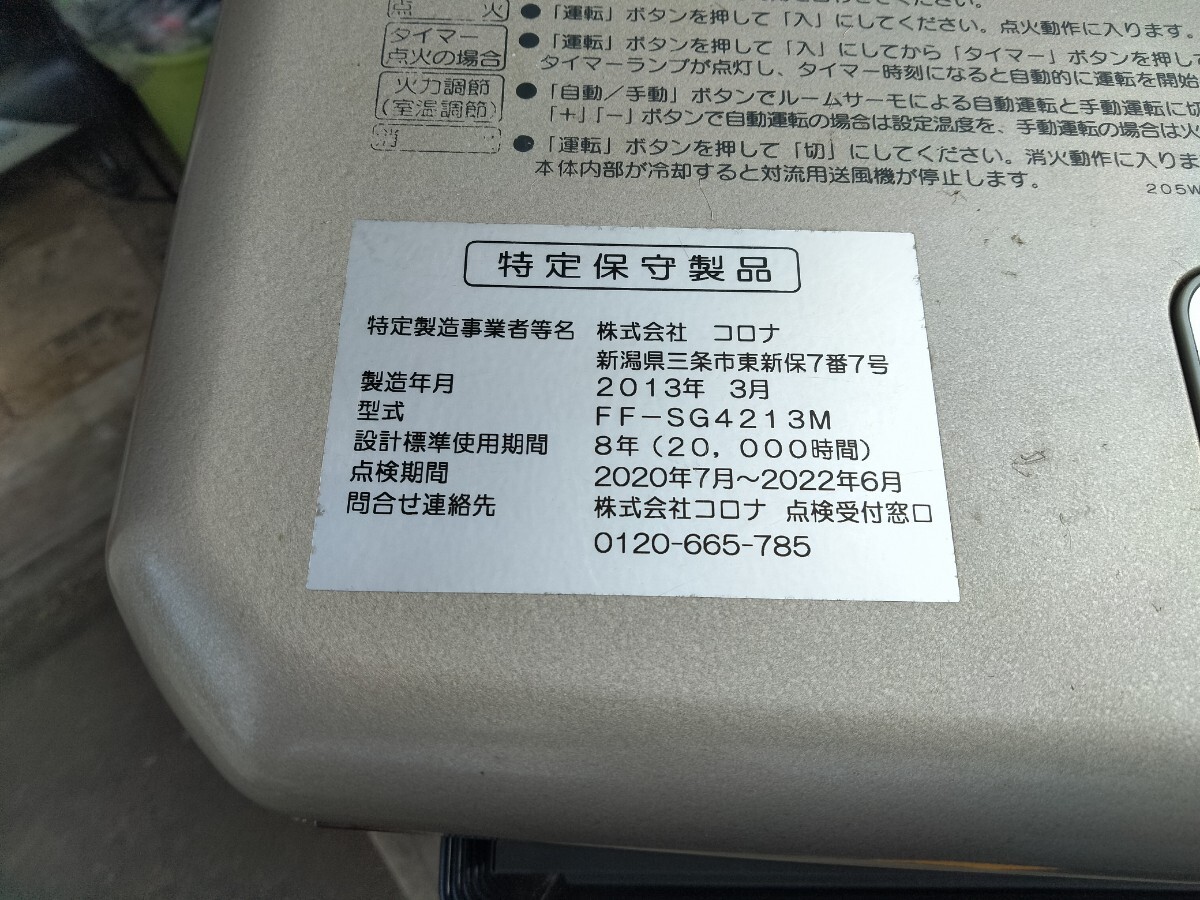 点 火 ●「運転」ボタンを押して「入」にしてください。点火動作に入ります。
タイマー点火の場合 ●「運転」ボタンを押して「入」にしてから「タイマー」ボタンを押して
タイマーランプが点灯し、タイマー時刻になると自動的に運転を開始
火力調節(室温調節) ●「自動／手動」ボタンでルームサーモによる自動運転と手動運転に切
「＋」「－」ボタンで自動運転の場合は設定温度を、手動運転の場合は火
消 ●「運転」ボタンを押して「切」にしてください。消火動作に入りま
本体内部が冷却すると対流用送風機が停止します。
205W
特定保守製品
特定製造事業者等名 株式会社 コロナ
新潟県三条市東新保7番7号
製造年月 2013年 3月
型式 FF－SG4213M
設計標準使用期間 8年（20，000時間）
点検期間 2020年7月～2022年6月
問合せ連絡先 株式会社コロナ 点検受付窓口
0120-665-785